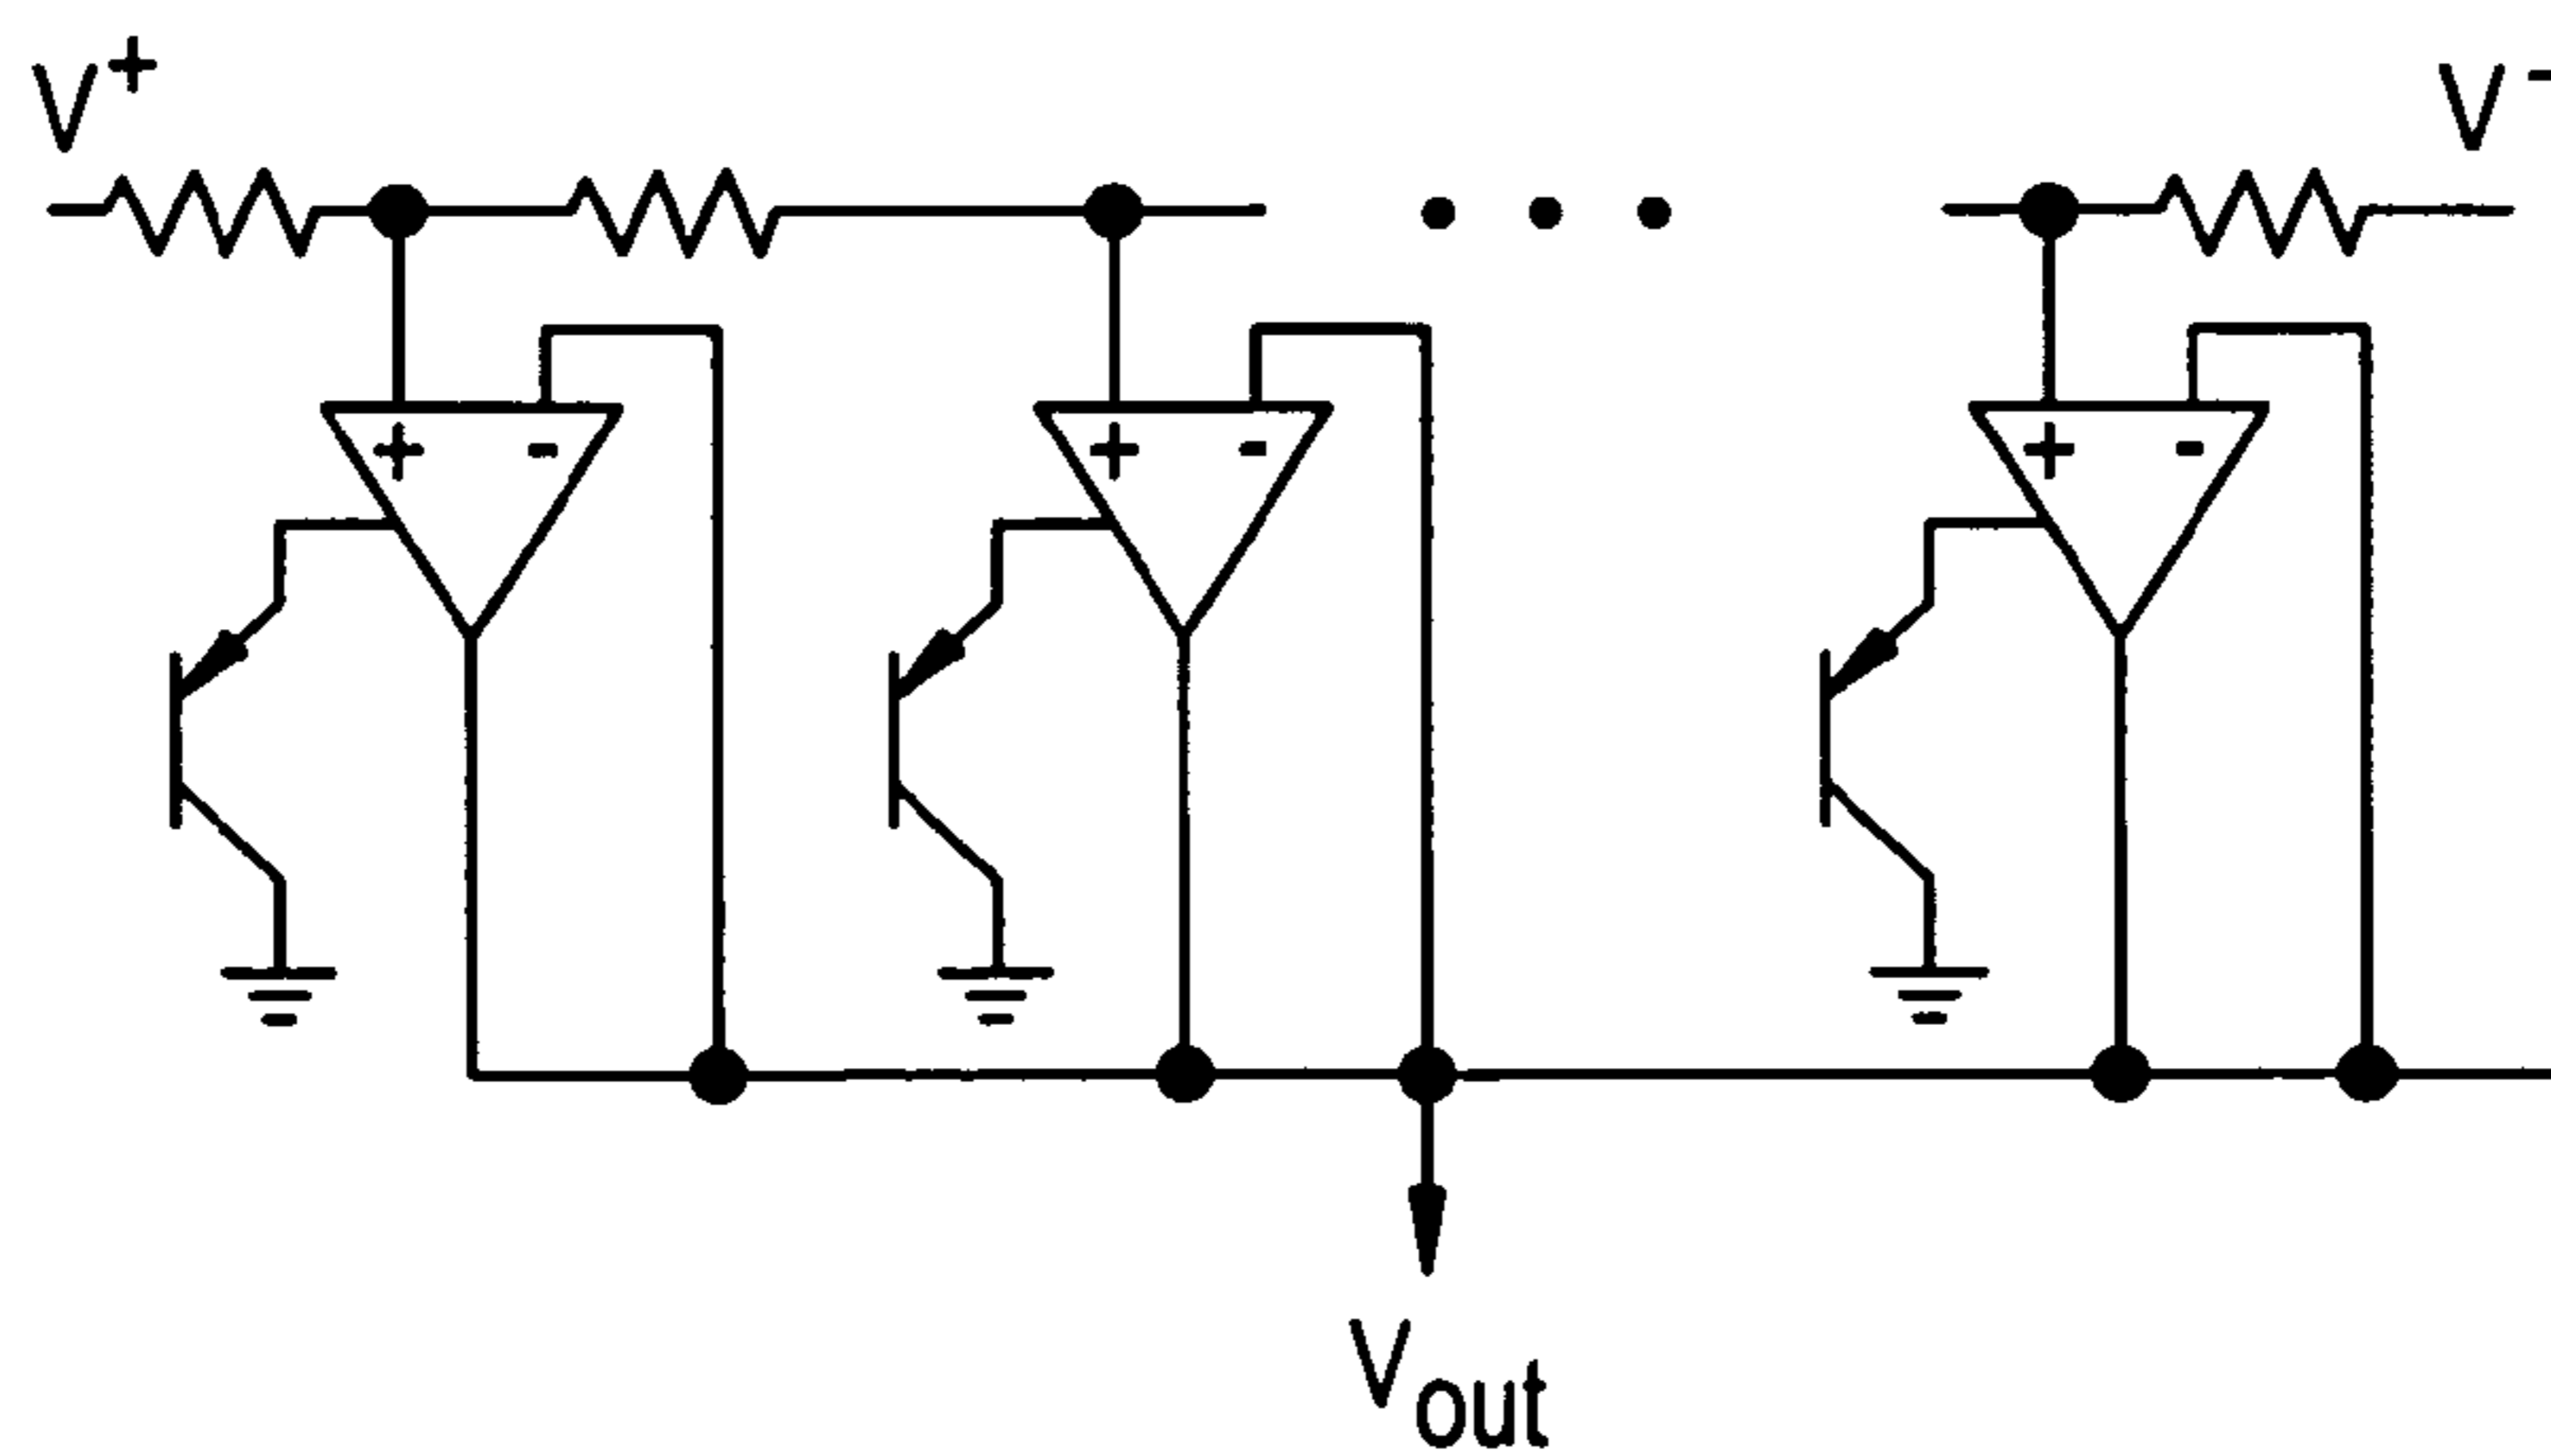 V⁺ V⁻
+ - + - + -
Vout